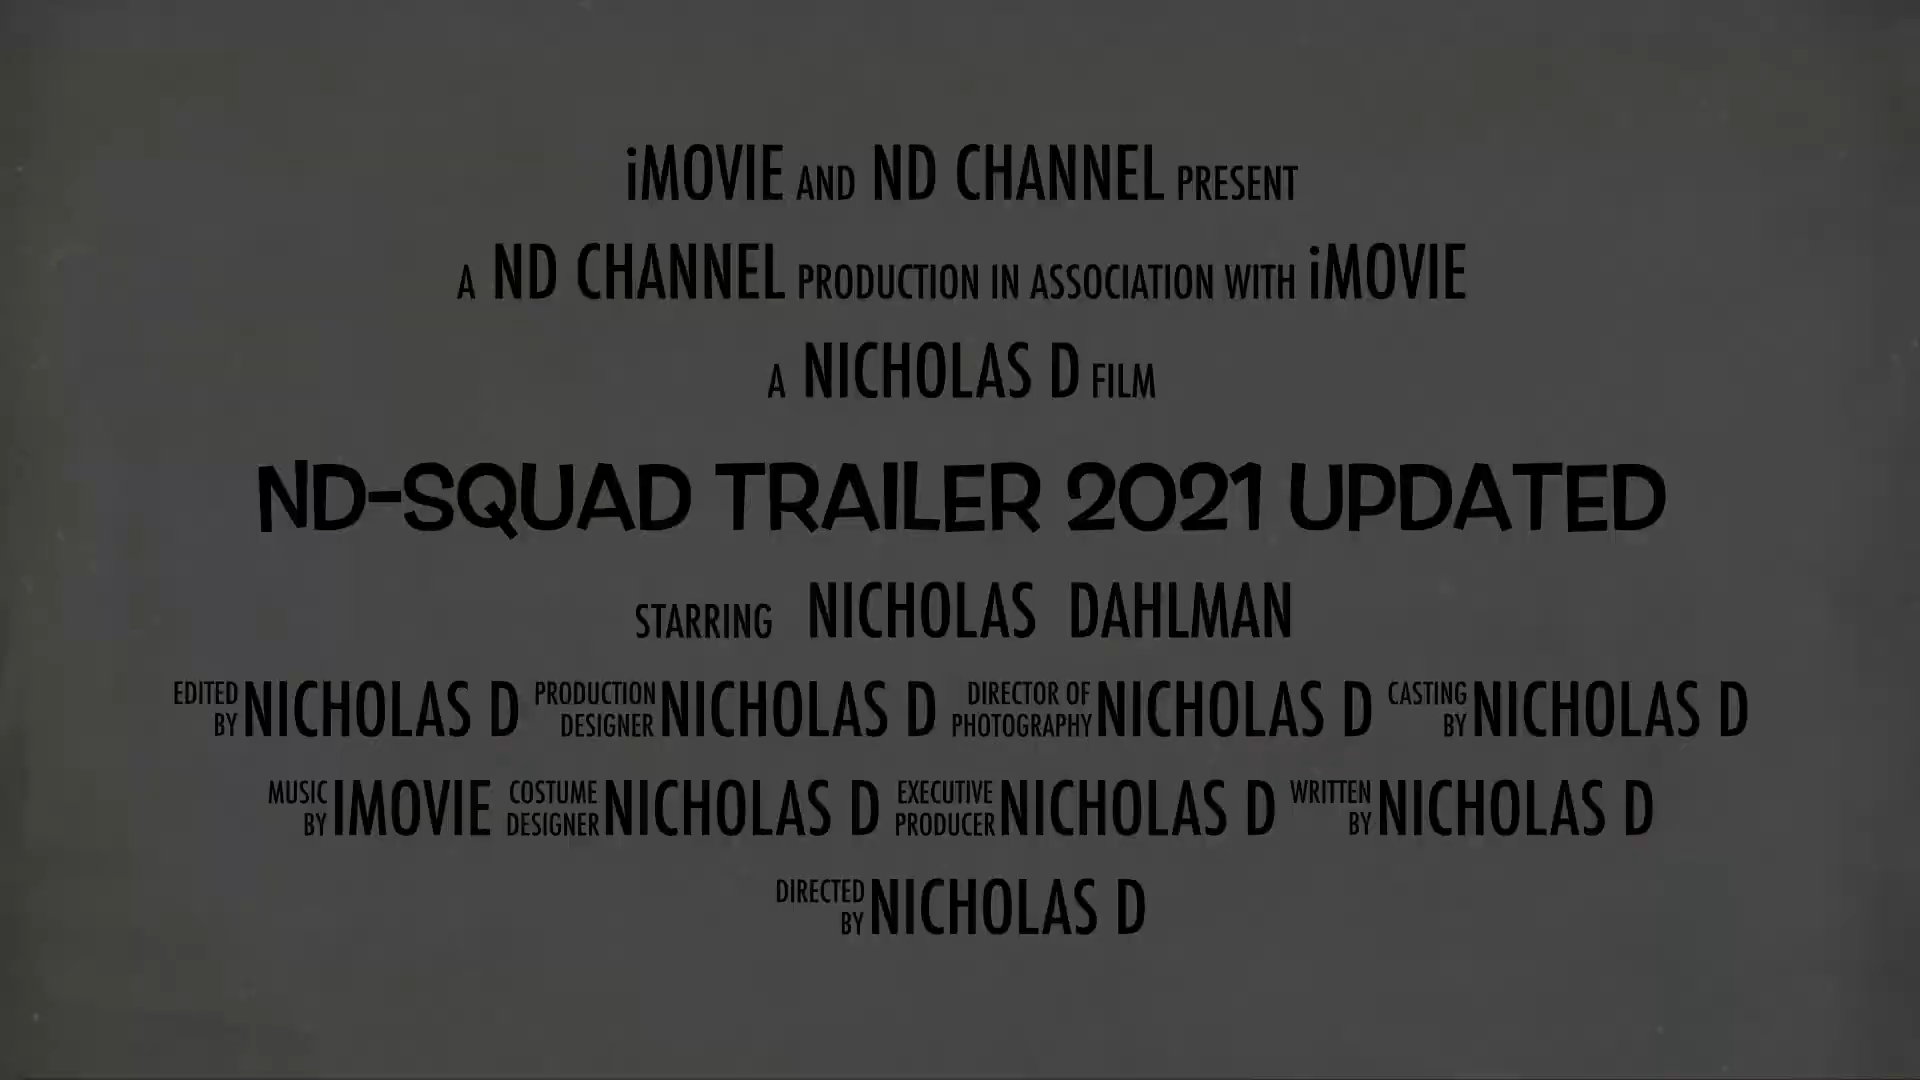 iMOVIE AND ND CHANNEL PRESENT
A ND CHANNEL PRODUCTION IN ASSOCIATION WITH iMOVIE
A NICHOLAS D FILM
ND-SQUAD TRAILER 2021 UPDATED
STARRING NICHOLAS DAHLMAN
EDITED BY NICHOLAS D PRODUCTION DESIGNER NICHOLAS D DIRECTOR OF PHOTOGRAPHY NICHOLAS D CASTING BY NICHOLAS D
MUSIC BY IMOVIE COSTUME DESIGNER NICHOLAS D EXECUTIVE PRODUCER NICHOLAS D WRITTEN BY NICHOLAS D
DIRECTED BY NICHOLAS D